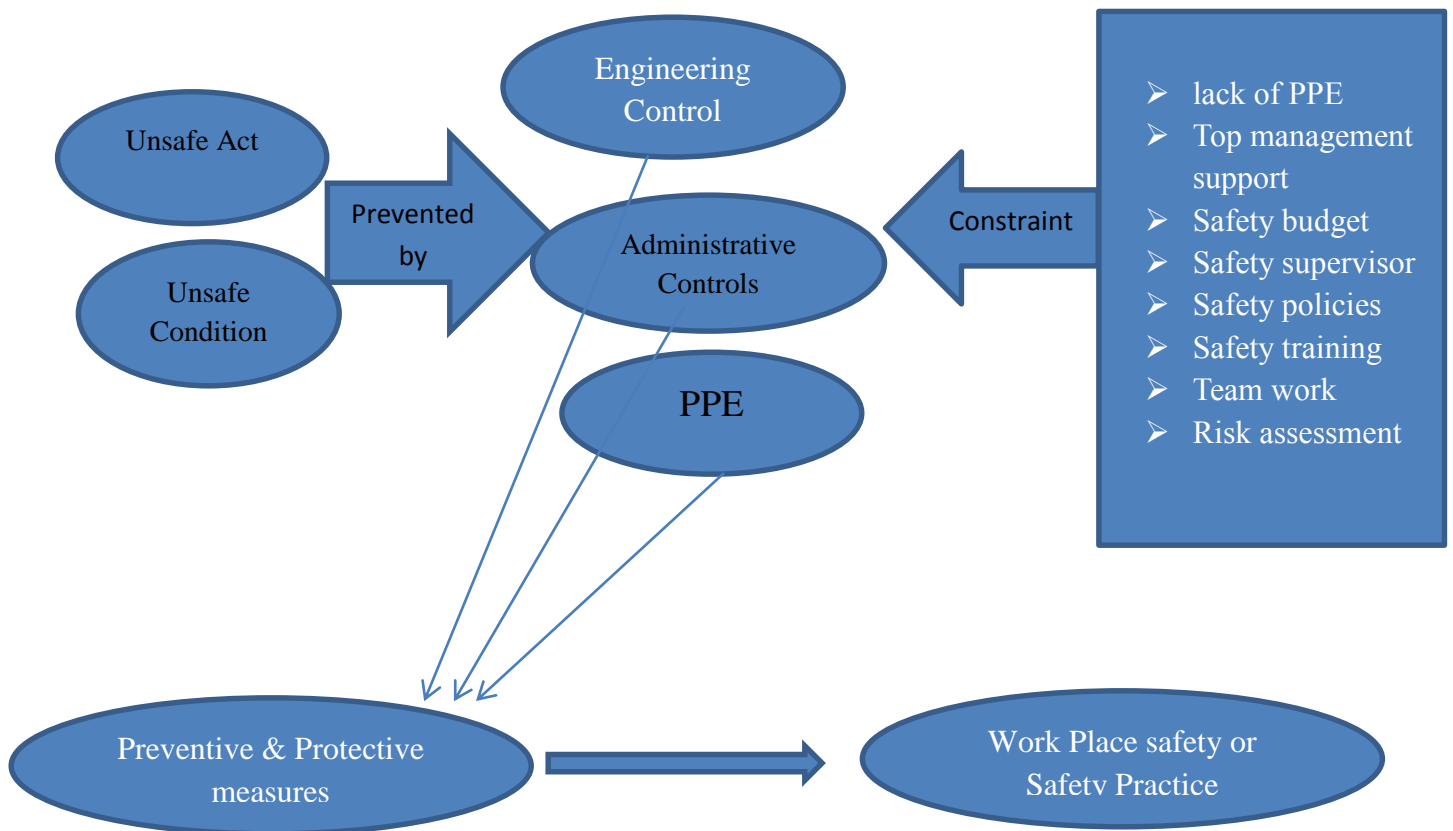 Unsafe Act
Unsafe
Condition
Prevented
by
Engineering
Control
Administrative
Controls
PPE
Constraint
➢ lack of PPE
➢ Top management
support
➢ Safety budget
➢ Safety supervisor
➢ Safety policies
➢ Safety training
➢ Team work
➢ Risk assessment
Preventive & Protective
measures
Work Place safety or
Safety Practice